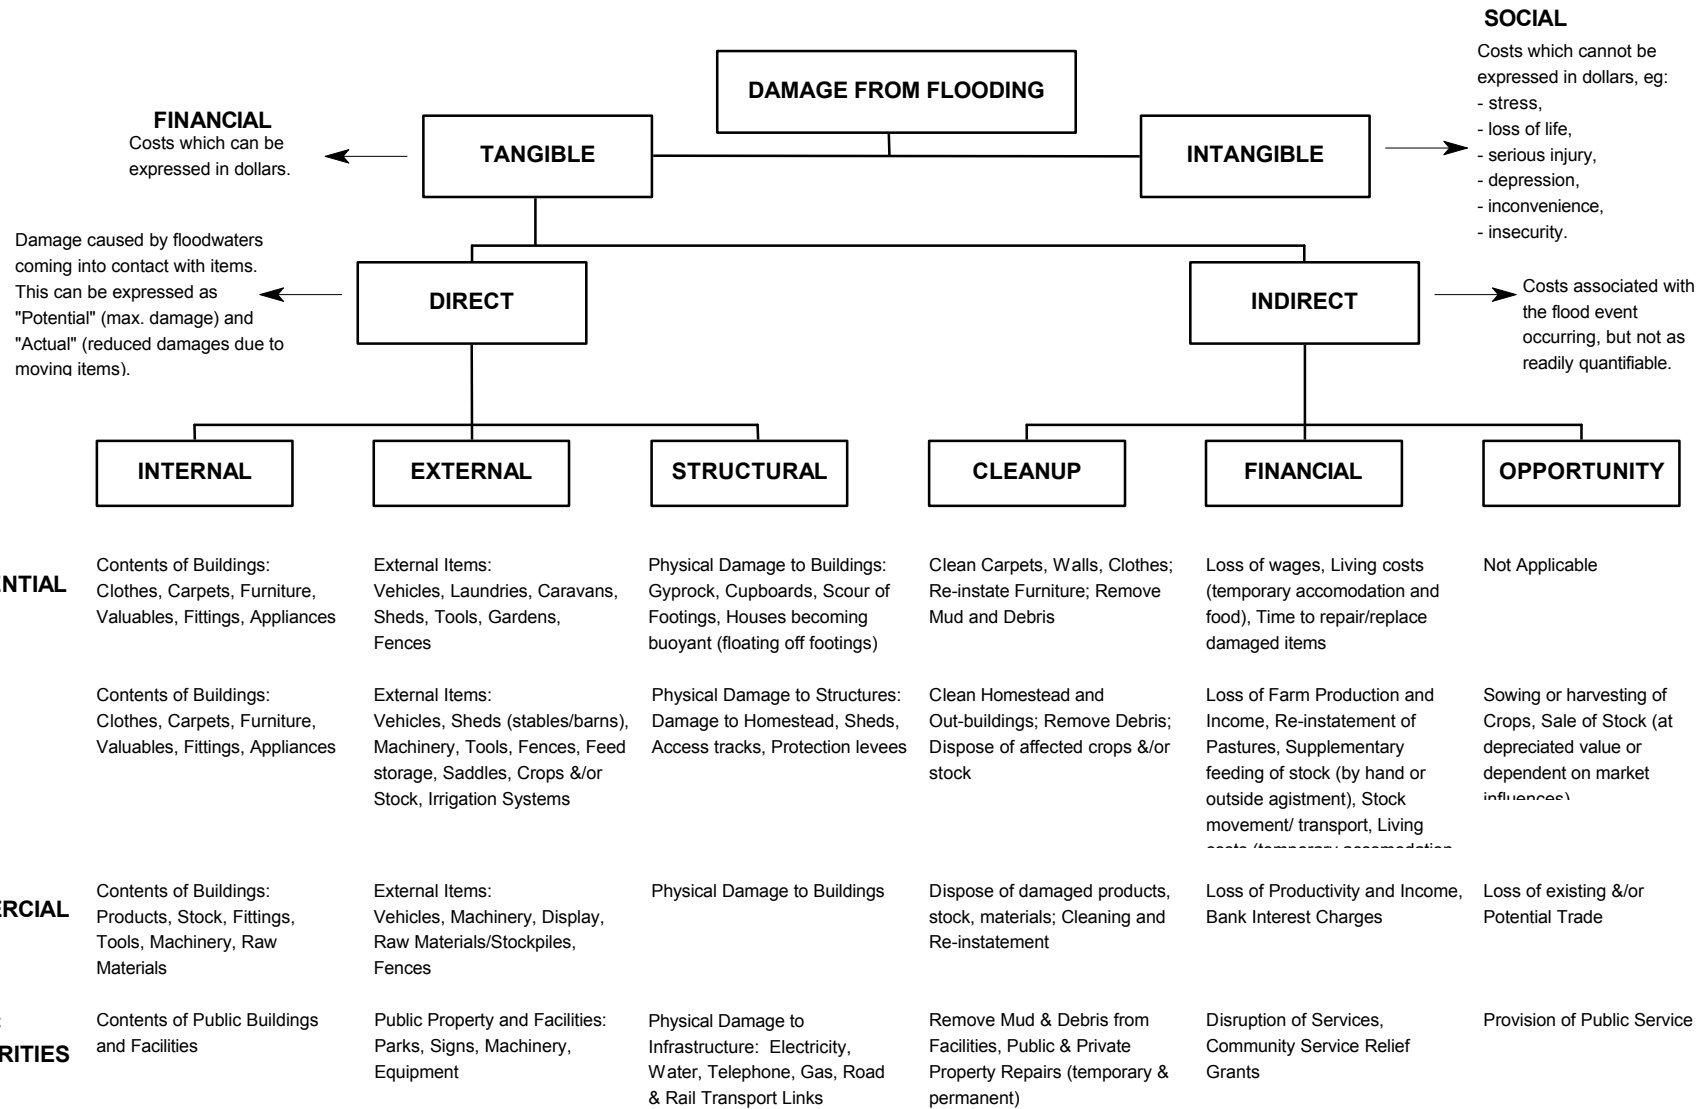 SOCIAL
Costs which cannot be
expressed in dollars, eg:
- stress,
- loss of life,
- serious injury,
- depression,
- inconvenience,
- insecurity.
DAMAGE FROM FLOODING
FINANCIAL
Costs which can be
expressed in dollars.
TANGIBLE
INTANGIBLE
Damage caused by floodwaters
coming into contact with items.
This can be expressed as
"Potential" (max. damage) and
"Actual" (reduced damages due to
moving items).
DIRECT
INDIRECT
Costs associated with
the flood event
occurring, but not as
readily quantifiable.
INTERNAL
EXTERNAL
STRUCTURAL
CLEANUP
FINANCIAL
OPPORTUNITY
ENTIAL
Contents of Buildings:
Clothes, Carpets, Furniture,
Valuables, Fittings, Appliances
External Items:
Vehicles, Laundries, Caravans,
Sheds, Tools, Gardens,
Fences
Physical Damage to Buildings:
Gyprock, Cupboards, Scour of
Footings, Houses becoming
buoyant (floating off footings)
Clean Carpets, Walls, Clothes;
Re-instate Furniture; Remove
Mud and Debris
Loss of wages, Living costs
(temporary accomodation and
food), Time to repair/replace
damaged items
Not Applicable
Contents of Buildings:
Clothes, Carpets, Furniture,
Valuables, Fittings, Appliances
External Items:
Vehicles, Sheds (stables/barns),
Machinery, Tools, Fences, Feed
storage, Saddles, Crops &/or
Stock, Irrigation Systems
Physical Damage to Structures:
Damage to Homestead, Sheds,
Access tracks, Protection levees
Clean Homestead and
Out-buildings; Remove Debris;
Dispose of affected crops &/or
stock
Loss of Farm Production and
Income, Re-instatement of
Pastures, Supplementary
feeding of stock (by hand or
outside agistment), Stock
movement/ transport, Living
costs (temporary accomodation
Sowing or harvesting of
Crops, Sale of Stock (at
depreciated value or
dependent on market
influences)
ERCIAL
Contents of Buildings:
Products, Stock, Fittings,
Tools, Machinery, Raw
Materials
External Items:
Vehicles, Machinery, Display,
Raw Materials/Stockpiles,
Fences
Physical Damage to Buildings
Dispose of damaged products,
stock, materials; Cleaning and
Re-instatement
Loss of Productivity and Income,
Bank Interest Charges
Loss of existing &/or
Potential Trade
RITIES
Contents of Public Buildings
and Facilities
Public Property and Facilities:
Parks, Signs, Machinery,
Equipment
Physical Damage to
Infrastructure: Electricity,
Water, Telephone, Gas, Road
& Rail Transport Links
Remove Mud & Debris from
Facilities, Public & Private
Property Repairs (temporary &
permanent)
Disruption of Services,
Community Service Relief
Grants
Provision of Public Service